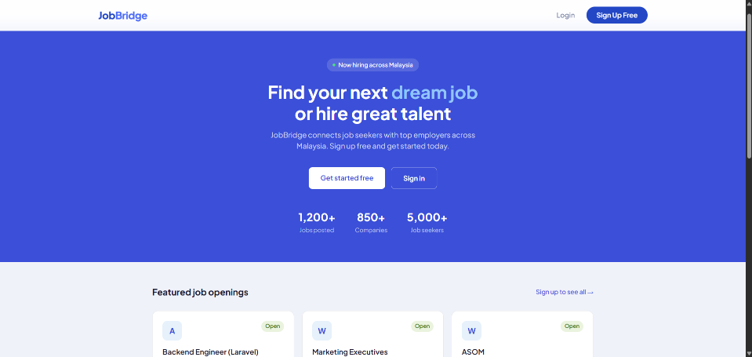 JobBridge
Login
Sign Up Free
Now hiring across Malaysia
Find your next dream job
or hire great talent
JobBridge connects job seekers with top employers across
Malaysia. Sign up free and get started today.
Get started free
Sign in
1,200+
850+
5,000+
Jobs posted
Companies
Job seekers
Featured job openings
Sign up to see all →
A
Open
W
Open
W
Open
Backend Engineer (Laravel)
Marketing Executives
ASOM